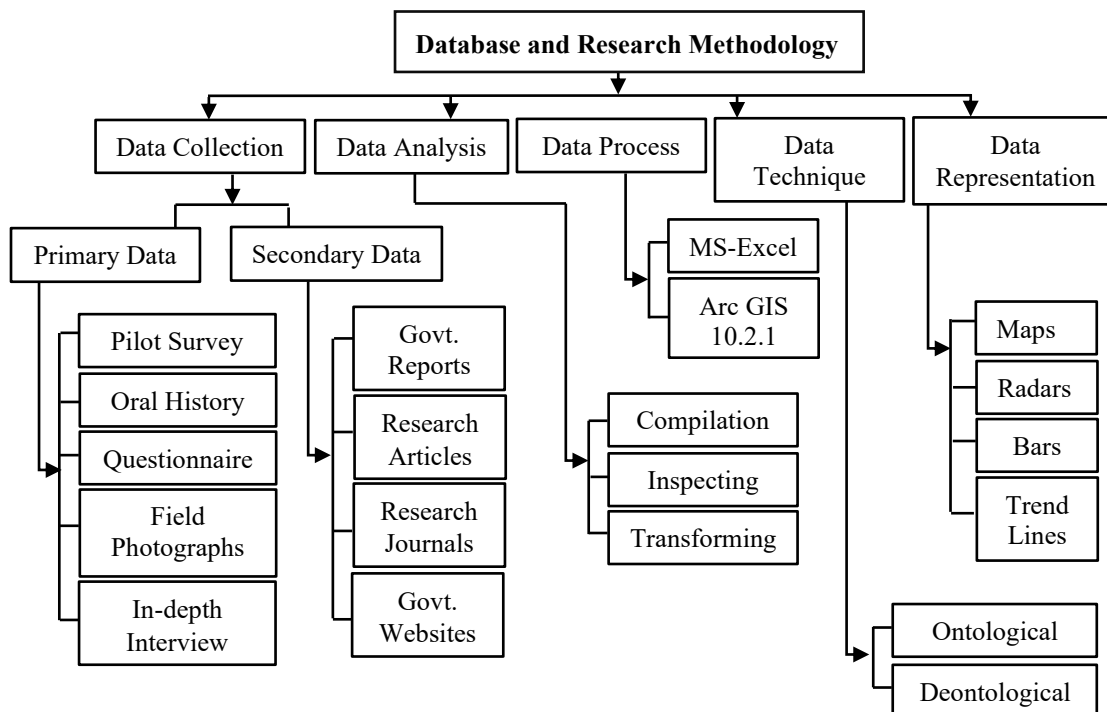 Database and Research Methodology
Data Collection
Data Analysis
Data Process
Data
Technique
Data
Representation
Primary Data
Secondary Data
Pilot Survey
Oral History
Questionnaire
Field
Photographs
In-depth
Interview
Govt.
Reports
Research
Articles
Research
Journals
Govt.
Websites
Compilation
Inspecting
Transforming
MS-Excel
Arc GIS
10.2.1
Ontological
Deontological
Maps
Radars
Bars
Trend
Lines